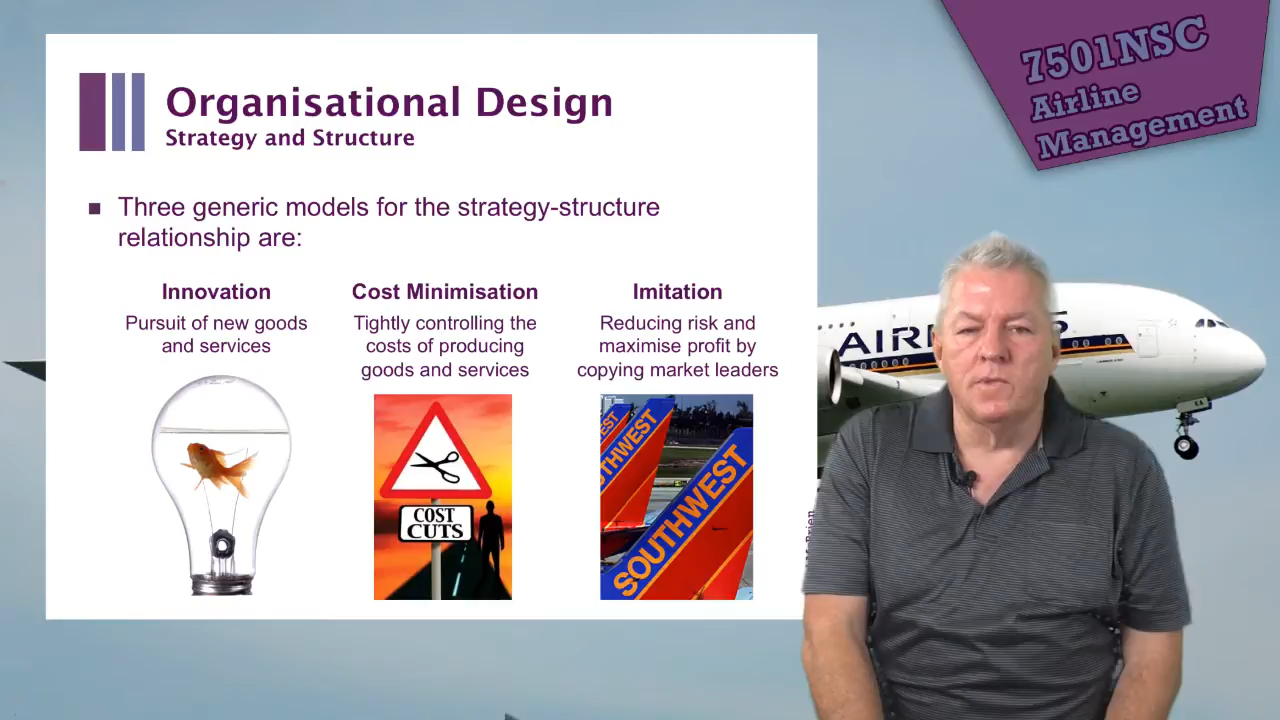 7501NSC
Airline
Management
Organisational Design
Strategy and Structure
Three generic models for the strategy-structure
relationship are:
Innovation
Pursuit of new goods
and services
Cost Minimisation
Tightly controlling the
costs of producing
goods and services
Imitation
Reducing risk and
maximise profit by
copying market leaders
COST
CUTS
SOUTHWEST